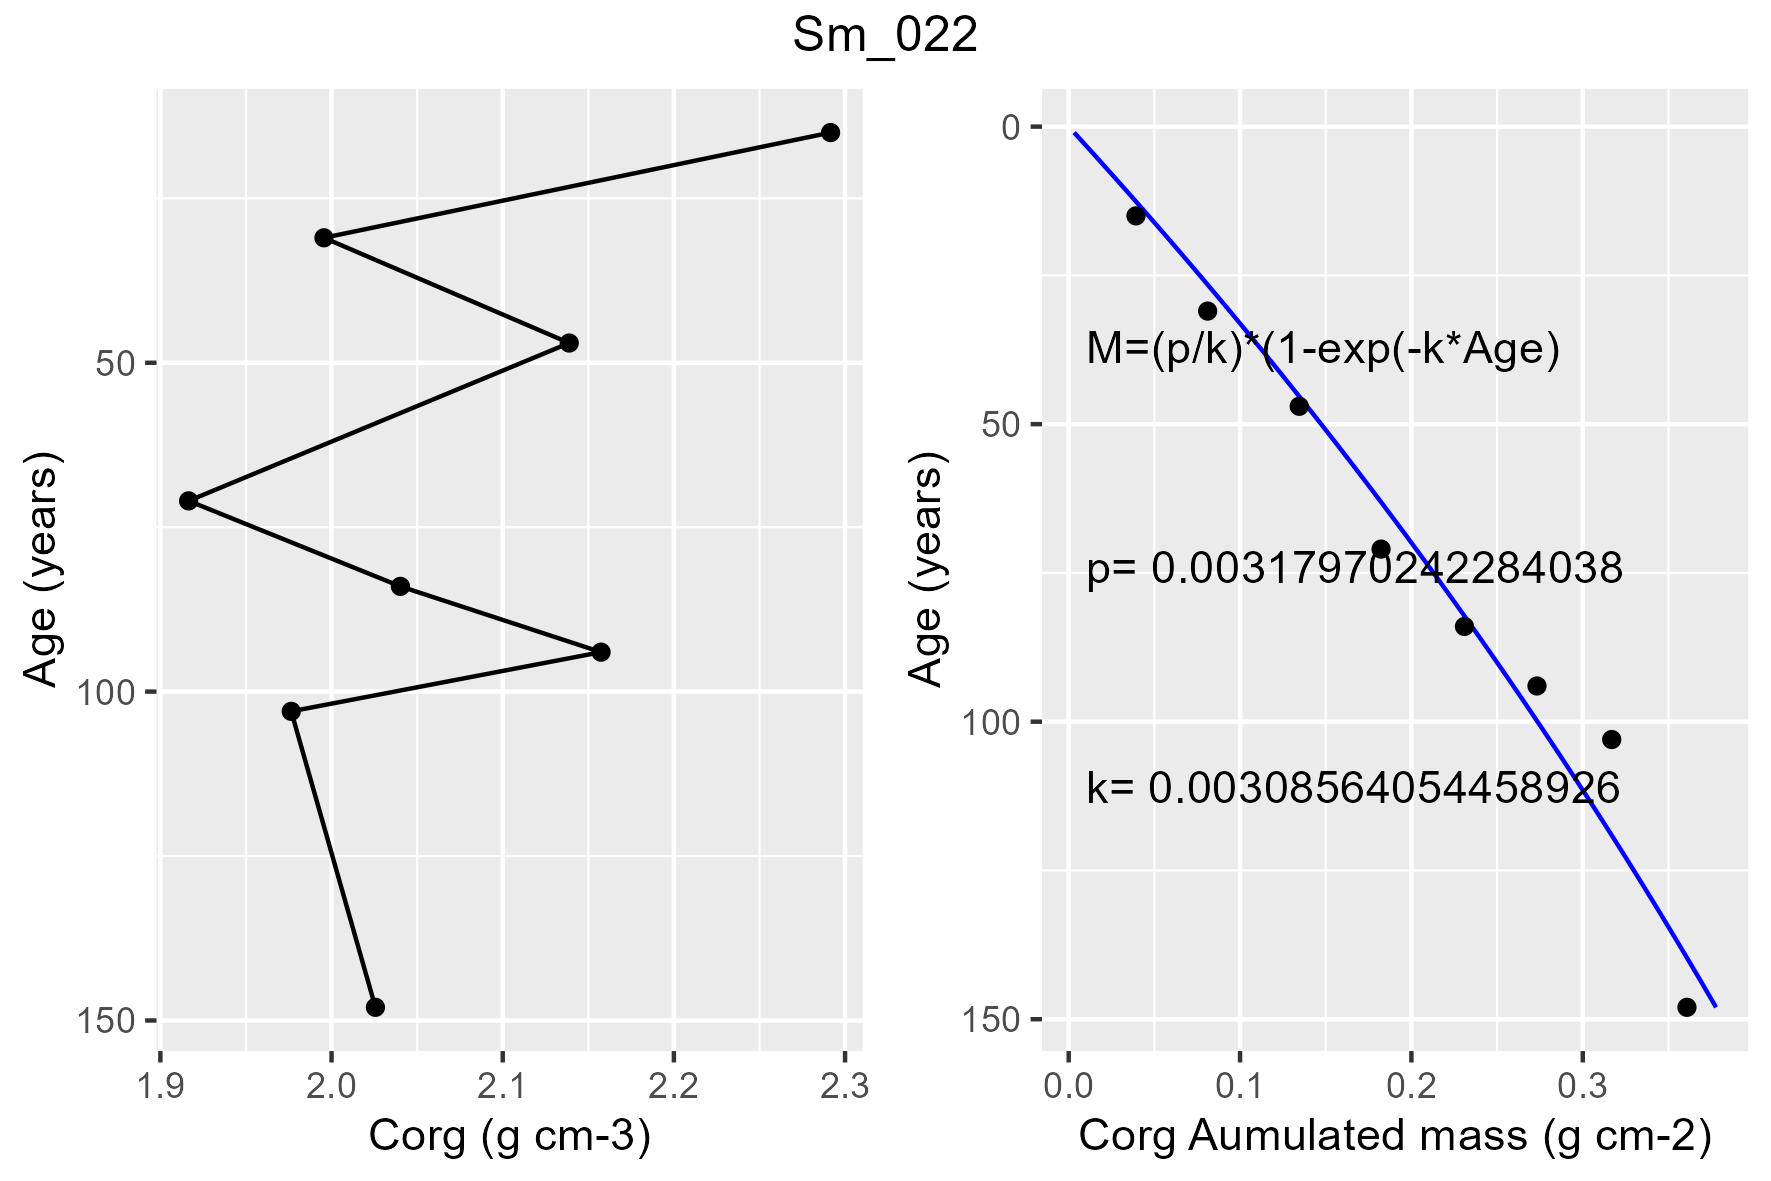 Sm_022
Age (years)
50
100
150
1.9 2.0 2.1 2.2 2.3
Corg (g cm-3)
Age (years)
0
50
100
150
M=(p/k)*(1-exp(-k*Age)
p= 0.00317970242284038
k= 0.00308564054458926
0.0 0.1 0.2 0.3
Corg Aumulated mass (g cm-2)